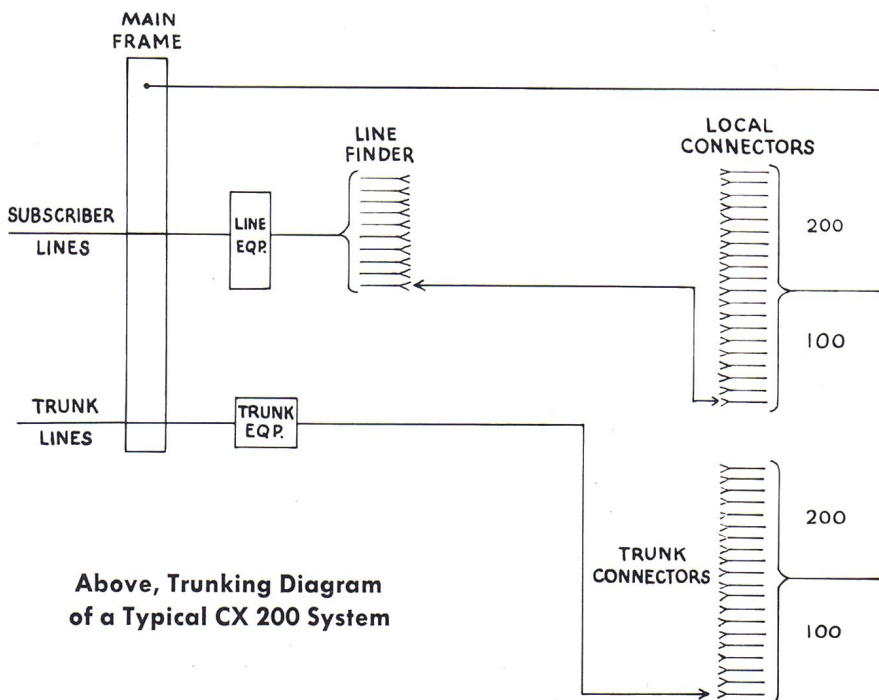 MAIN
FRAME
LINE
FINDER
LOCAL
CONNECTORS
SUBSCRIBER
LINES
LINE
EQP.
200
100
TRUNK
LINES
TRUNK
EQP.
TRUNK
CONNECTORS
200
100
Above, Trunking Diagram
of a Typical CX 200 System